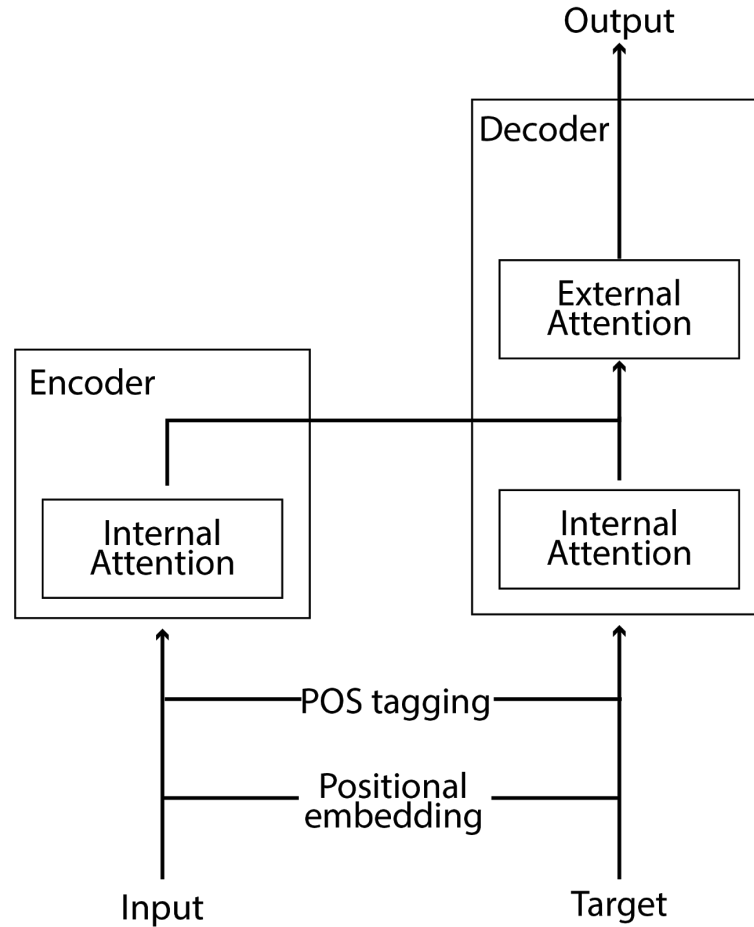 Output
Decoder
External
Attention
Encoder
Internal
Attention
Internal
Attention
POS tagging
Positional
embedding
Input
Target